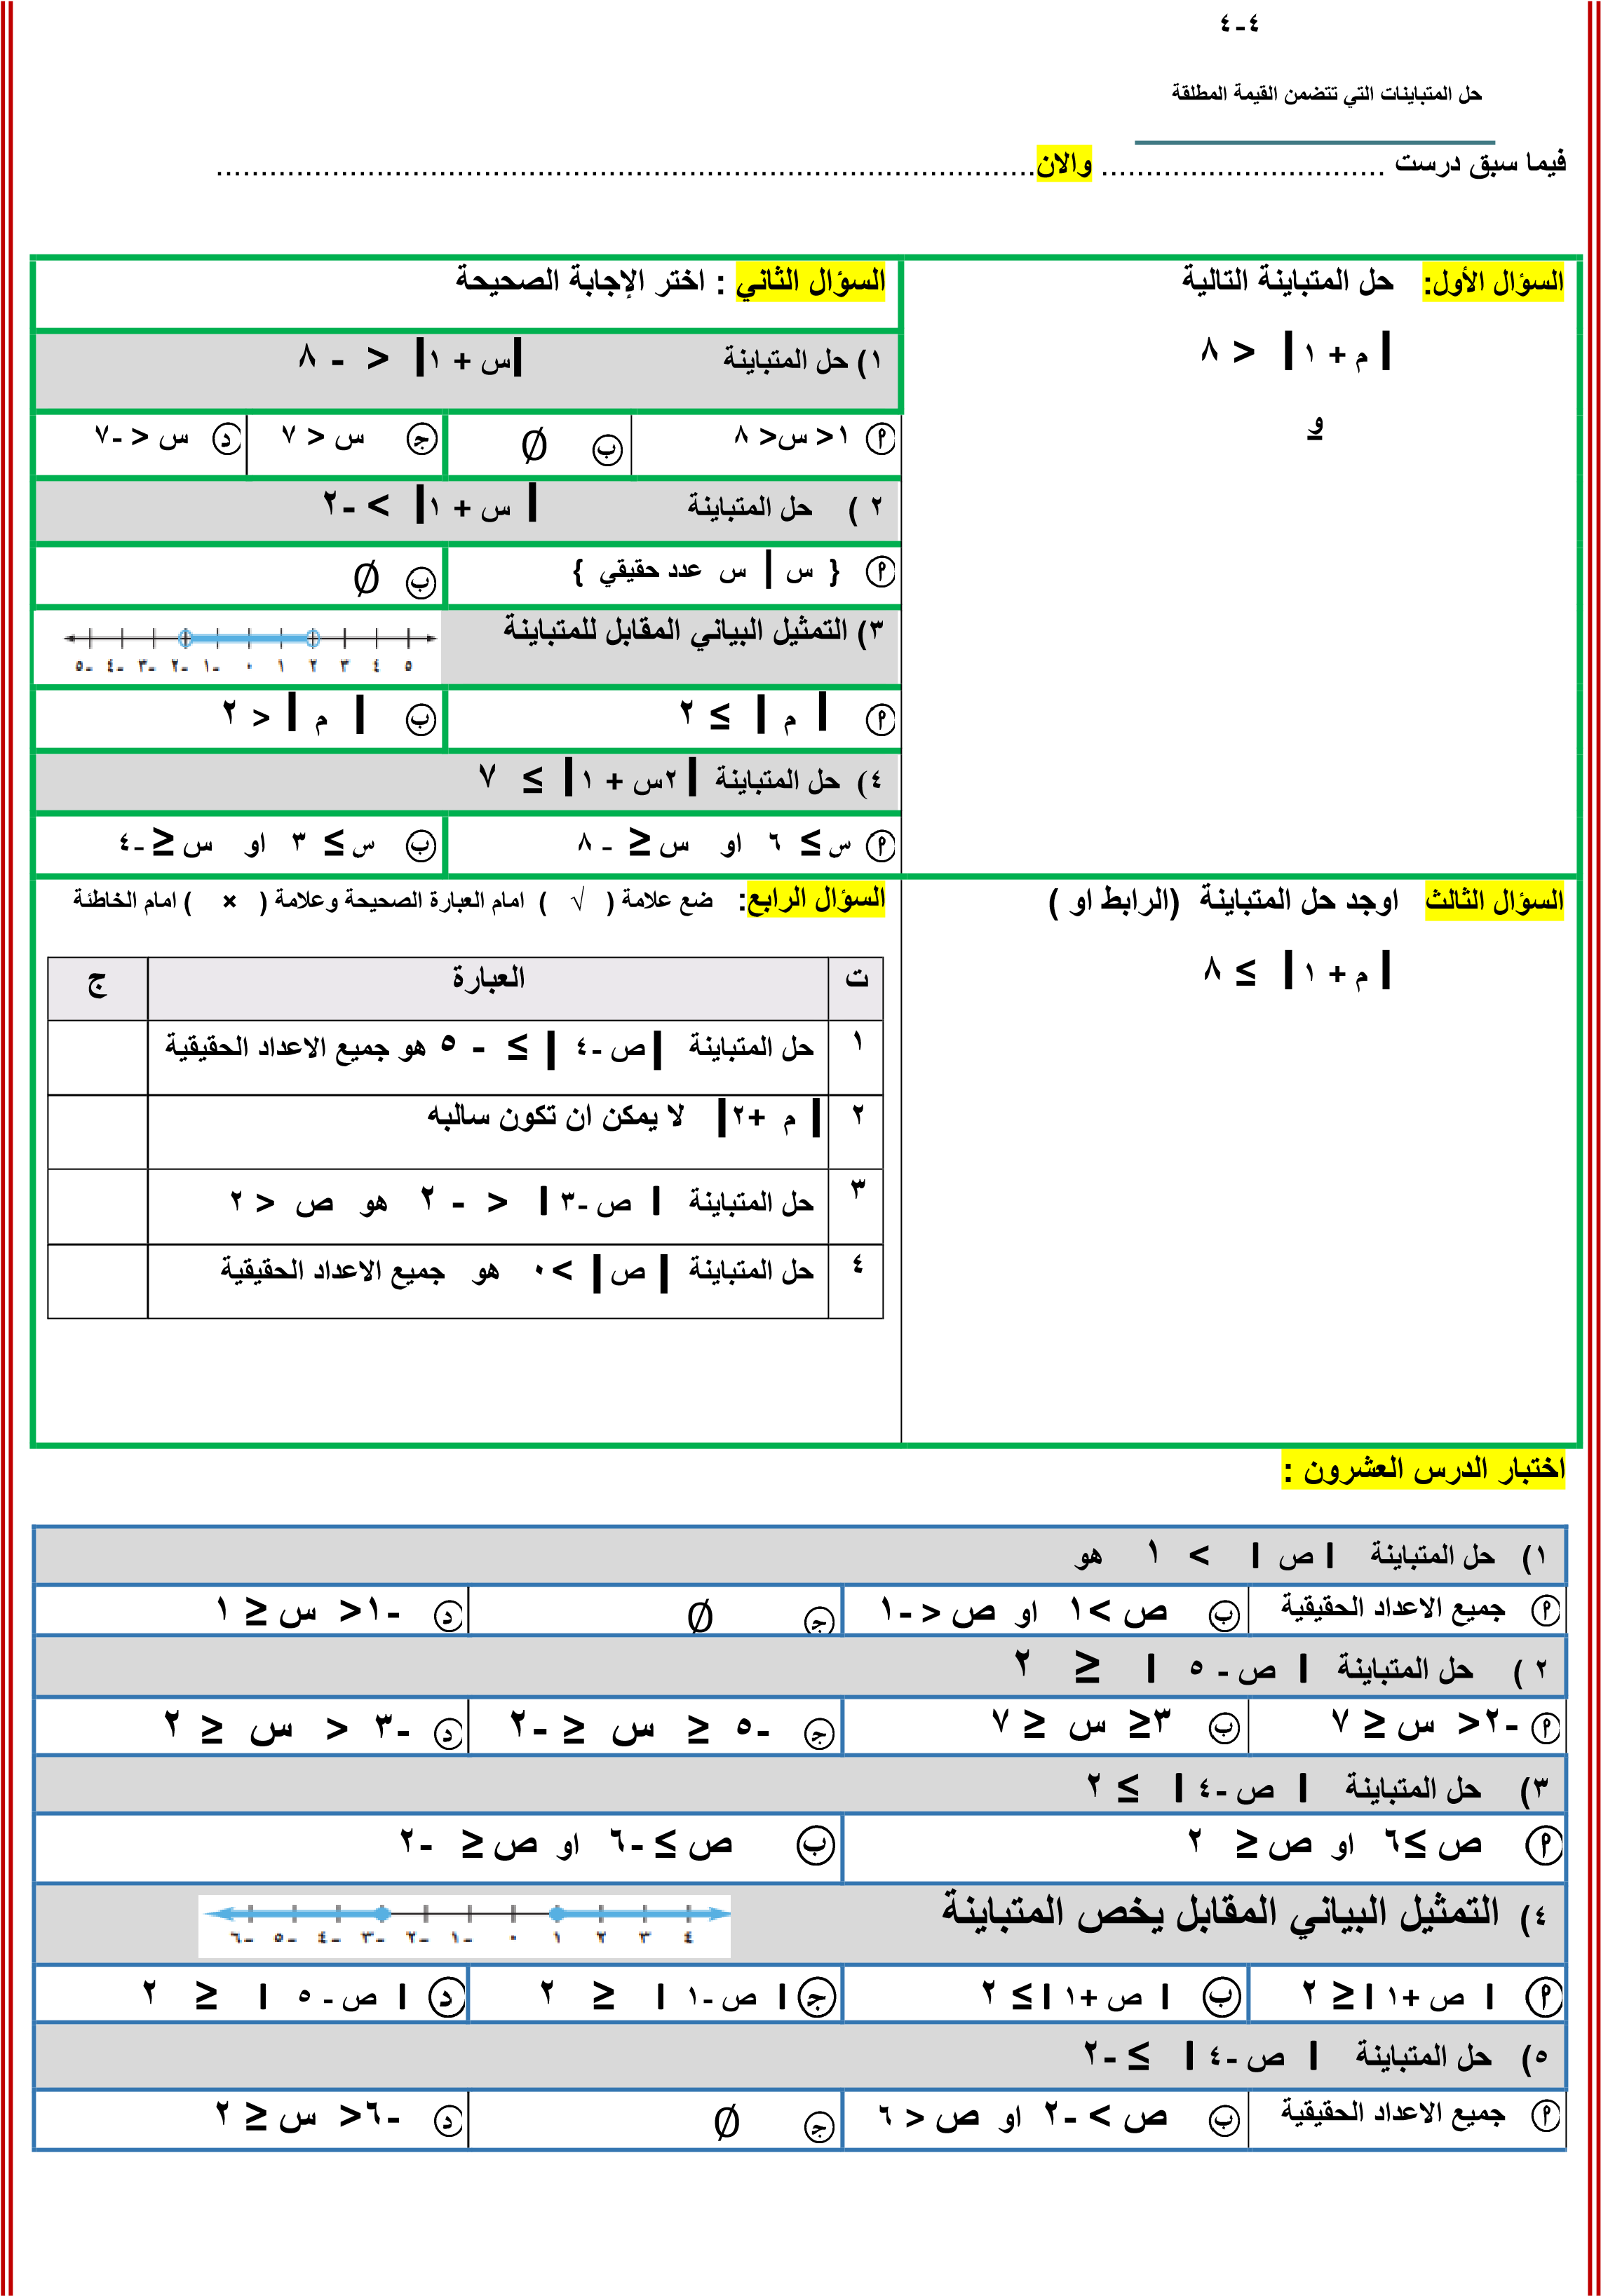 ٤-٤
حل المتباينات التي تتضمن القيمة المطلقة
فيما سبق درست ................................ والان............................................................................................
السؤال الأول: حل المتباينة التالية
| م + ١ | < ٨
و
السؤال الثاني : اختر الإجابة الصحيحة
١) حل المتباينة |س + ١| < - ٨
أ ١< س< ٨ ب Ø ج س < ٧ د س < -٧
٢ ) حل المتباينة | س + ١| > -٢
أ { س | س عدد حقيقي } ب Ø
٣) التمثيل البياني المقابل للمتباينة
-٥ -٤ -٣ -٢ -١ ٠ ١ ٢ ٣ ٤ ٥
أ | م | ≥ ٢ ب | م | < ٢
٤) حل المتباينة | ٢س + ١| ≥ ٧
أ س ≥ ٦ او س ≤ - ٨ ب س ≥ ٣ او س ≤ -٤
السؤال الثالث اوجد حل المتباينة (الرابط او )
| م + ١ | ≥ ٨
السؤال الرابع: ضع علامة ( √ ) امام العبارة الصحيحة وعلامة ( × ) امام الخاطئة
ت العبارة ج
١ حل المتباينة |ص -٤ | ≥ - ٥ هو جميع الاعداد الحقيقية
٢ | م +٢| لا يمكن ان تكون سالبه
٣ حل المتباينة | ص -٣ | < - ٢ هو ص < ٢
٤ حل المتباينة | ص | >٠ هو جميع الاعداد الحقيقية
اختبار الدرس العشرون :
١) حل المتباينة | ص | > ١ هو
أ جميع الاعداد الحقيقية ب ص >١ او ص < -١ ج Ø د -١< س ≤ ١
٢ ) حل المتباينة | ص - ٥ | ≤ ٢
أ -٢< س ≤ ٧ ب ٣≤ س ≤ ٧ ج -٥ ≥ س ≤ -٢ د -٣ < س ≤ ٢
٣) حل المتباينة | ص -٤ | ≥ ٢
أ ص ≥٦ او ص ≤ ٢ ب ص ≥ -٦ او ص ≤ -٢
٤) التمثيل البياني المقابل يخص المتباينة
-٦ -٥ -٤ -٣ -٢ -١ ٠ ١ ٢ ٣ ٤
أ | ص +١ | ≤ ٢ ب | ص +١ | ≥ ٢ ج | ص -١ | ≤ ٢ د | ص - ٥ | ≤ ٢
٥) حل المتباينة | ص -٤ | ≥ -٢
أ جميع الاعداد الحقيقية ب ص > -٢ او ص < ٦ ج Ø د -٦< س ≤ ٢